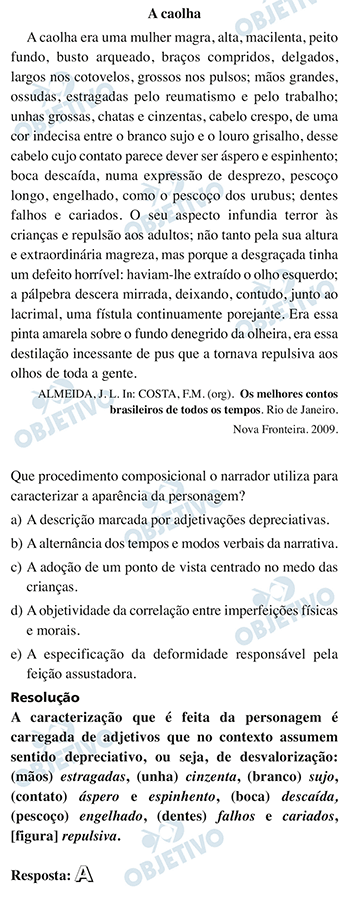 A caolha
A caolha era uma mulher magra, alta, macilenta, peito
fundo, busto arqueado, braços compridos, delgados,
largos nos cotovelos, grossos nos pulsos; mãos grandes,
ossudas, estragadas pelo reumatismo e pelo trabalho;
unhas grossas, chatas e cinzentas, cabelo crespo, de uma
cor indecisa entre o branco sujo e o louro grisalho, desse
cabelo cujo contato parece dever ser áspero e espinhento;
boca descaída, numa expressão de desprezo, pescoço
longo, engelhado, como o pescoço dos urubus; dentes
falhos e cariados. O seu aspecto infundia terror às
crianças e repulsão aos adultos; não tanto pela sua altura
e extraordinária magreza, mas porque a desgraçada tinha
um defeito horrível: haviam-lhe extraído o olho esquerdo;
a pálpebra descera mirrada, deixando, contudo, junto ao
lacrimal, uma fístula continuamente porejante. Era essa
pinta amarela sobre o fundo denegrido da olheira, era essa
destilação incessante de pus que a tornava repulsiva aos
olhos de toda a gente.
ALMEIDA, J. L. In: COSTA, F.M. (org). Os melhores contos
brasileiros de todos os tempos. Rio de Janeiro.
Nova Fronteira. 2009.
Que procedimento composicional o narrador utiliza para
caracterizar a aparência da personagem?
a) A descrição marcada por adjetivações depreciativas.
b) A alternância dos tempos e modos verbais da narrativa.
c) A adoção de um ponto de vista centrado no medo das
crianças.
d) A objetividade da correlação entre imperfeições físicas
e morais.
e) A especificação da deformidade responsável pela
feição assustadora.
Resolução
A caracterização que é feita da personagem é
carregada de adjetivos que no contexto assumem
sentido depreciativo, ou seja, de desvalorização:
(mãos) estragadas, (unha) cinzenta, (branco) sujo,
(contato) áspero e espinhento, (boca) descaída,
(pescoço) engelhado, (dentes) falhos e cariados,
[figura] repulsiva.
Resposta: A
OBJETIVO
OBJETIVO
OBJETIVO
OBJETIVO
OBJETIVO
OBJETIVO
OBJETIVO
OBJETIVO
OBJETIVO
OBJETIVO